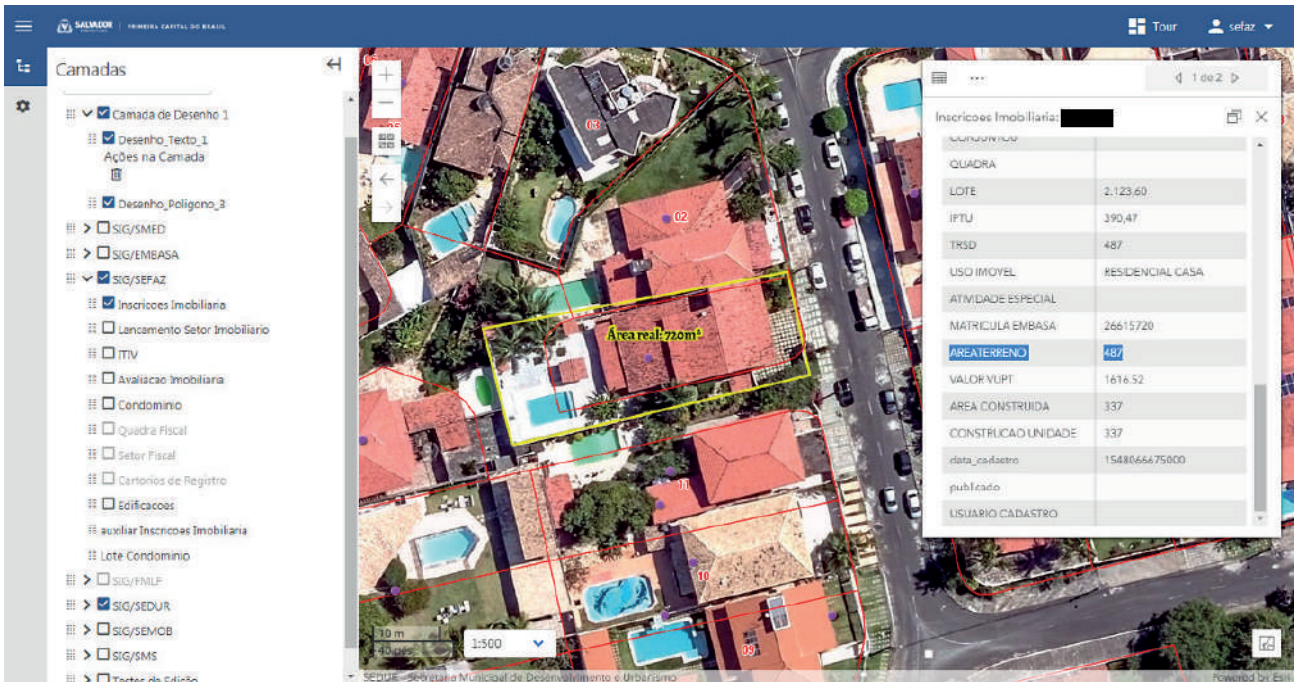 SALVADOR
PREFEITURA
PRIMEIRA CAPITAL DO BRASIL
Tour
sefaz
Camadas
Camada de Desenho 1
Desenho_Texto_1
Ações na Camada
Desenho_Poligono_3
SIG/SMED
SIG/EMBASA
SIG/SEFAZ
Inscricoes Imobiliaria
Lancamento Setor Imobiliario
ITIV
Avaliacao Imobiliaria
Condominio
Quadra Fiscal
Setor Fiscal
Cartorios de Registro
Edificacoes
auxiliar Inscricoes Imobiliaria
Lote Condominio
SIG/FMLF
SIG/SEDUR
SIG/SEMOB
SIG/SMS
Testes de Edição
03
02
Área real: 720m²
11
10
09
10 m
40 pés
1:500
SEDUR - Secretaria Municipal de Desenvolvimento e Urbanismo
Powered by Esri
1 de 2
Inscricoes Imobiliaria:
CONJUNTOO
QUADRA
LOTE 2.123,60
IPTU 390,47
TRSD 487
USO IMOVEL RESIDENCIAL CASA
ATIVIDADE ESPECIAL
MATRICULA EMBASA 26615720
AREATERRENO 487
VALOR VUPT 1616.52
AREA CONSTRUIDA 337
CONSTRUCAO UNIDADE 337
data_cadastro 1548066675000
publicado
USUARIO CADASTRO